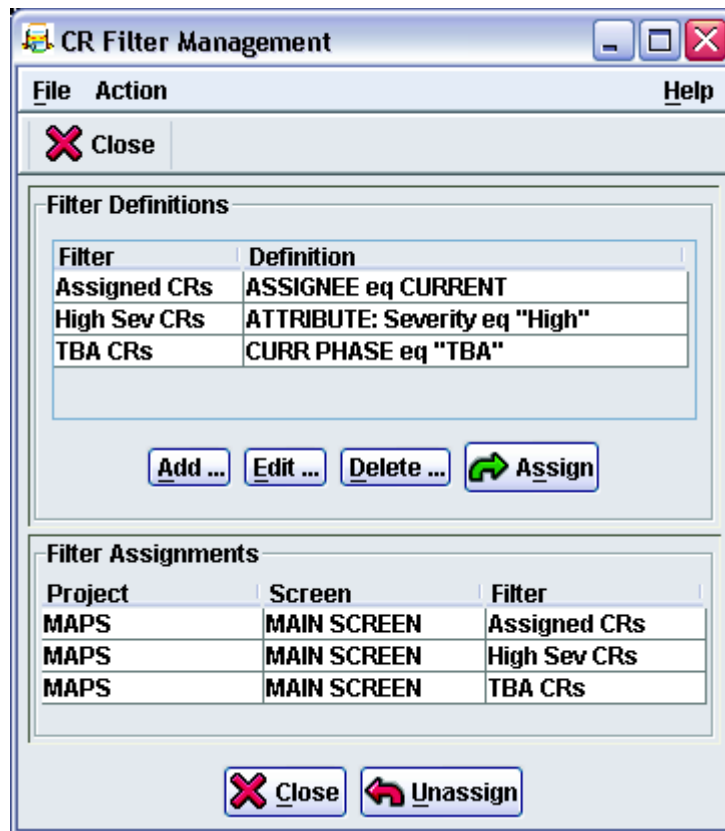 CR Filter Management
File Action Help
Close
Filter Definitions
Filter Definition
Assigned CRs ASSIGNEE eq CURRENT
High Sev CRs ATTRIBUTE: Severity eq "High"
TBA CRs CURR PHASE eq "TBA"
Add ... Edit ... Delete ... Assign
Filter Assignments
Project Screen Filter
MAPS MAIN SCREEN Assigned CRs
MAPS MAIN SCREEN High Sev CRs
MAPS MAIN SCREEN TBA CRs
Close Unassign